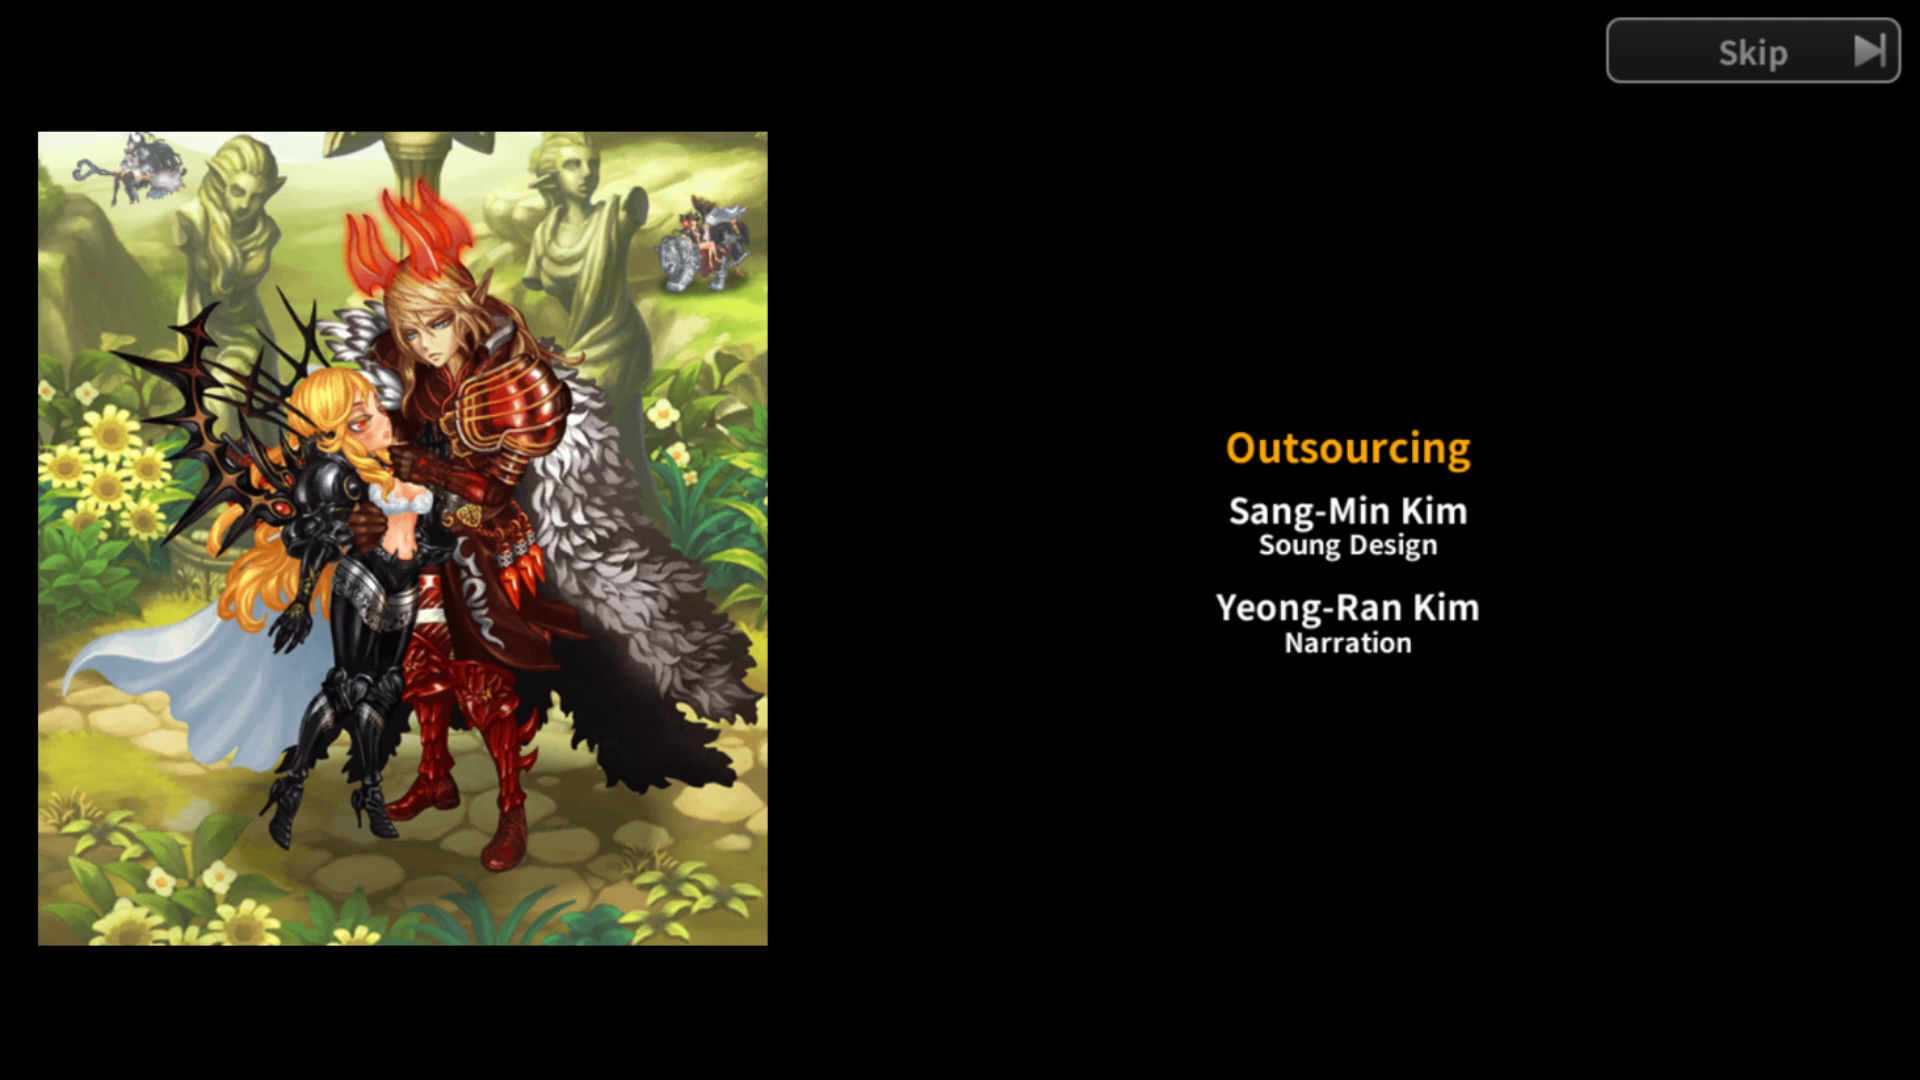 Skip
Outsourcing
Sang-Min Kim
Soung Design
Yeong-Ran Kim
Narration